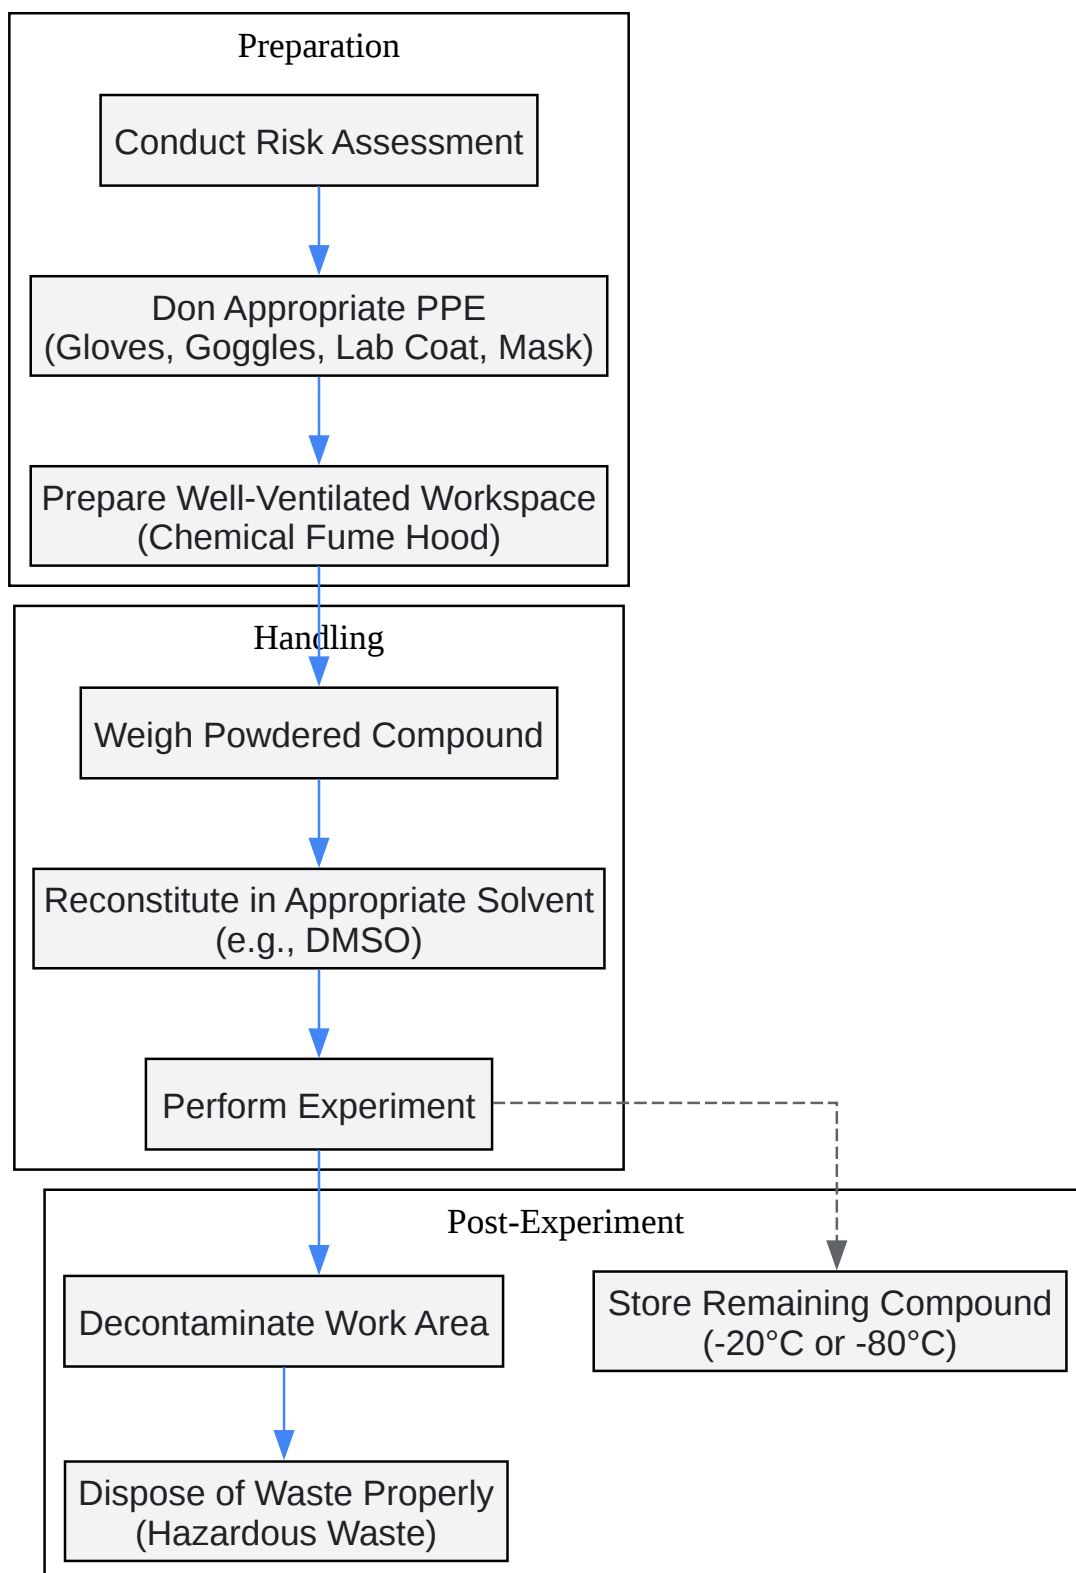 Preparation
Conduct Risk Assessment
Don Appropriate PPE
(Gloves, Goggles, Lab Coat, Mask)
Prepare Well-Ventilated Workspace
(Chemical Fume Hood)
Handling
Weigh Powdered Compound
Reconstitute in Appropriate Solvent
(e.g., DMSO)
Perform Experiment
Post-Experiment
Decontaminate Work Area
Store Remaining Compound
(-20°C or -80°C)
Dispose of Waste Properly
(Hazardous Waste)